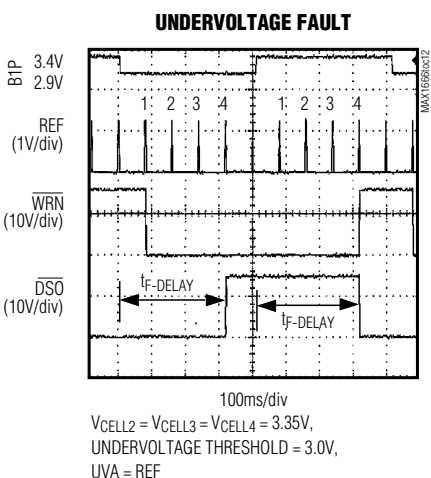 UNDERVOLTAGE FAULT
B1P
3.4V
2.9V
MAX1666toc12
1 2 3 4 1 2 3 4
REF
(1V/div)
WRN
(10V/div)
DSO
(10V/div)
tF-DELAY
tF-DELAY
100ms/div
VCELL2 = VCELL3 = VCELL4 = 3.35V,
UNDERVOLTAGE THRESHOLD = 3.0V,
UVA = REF